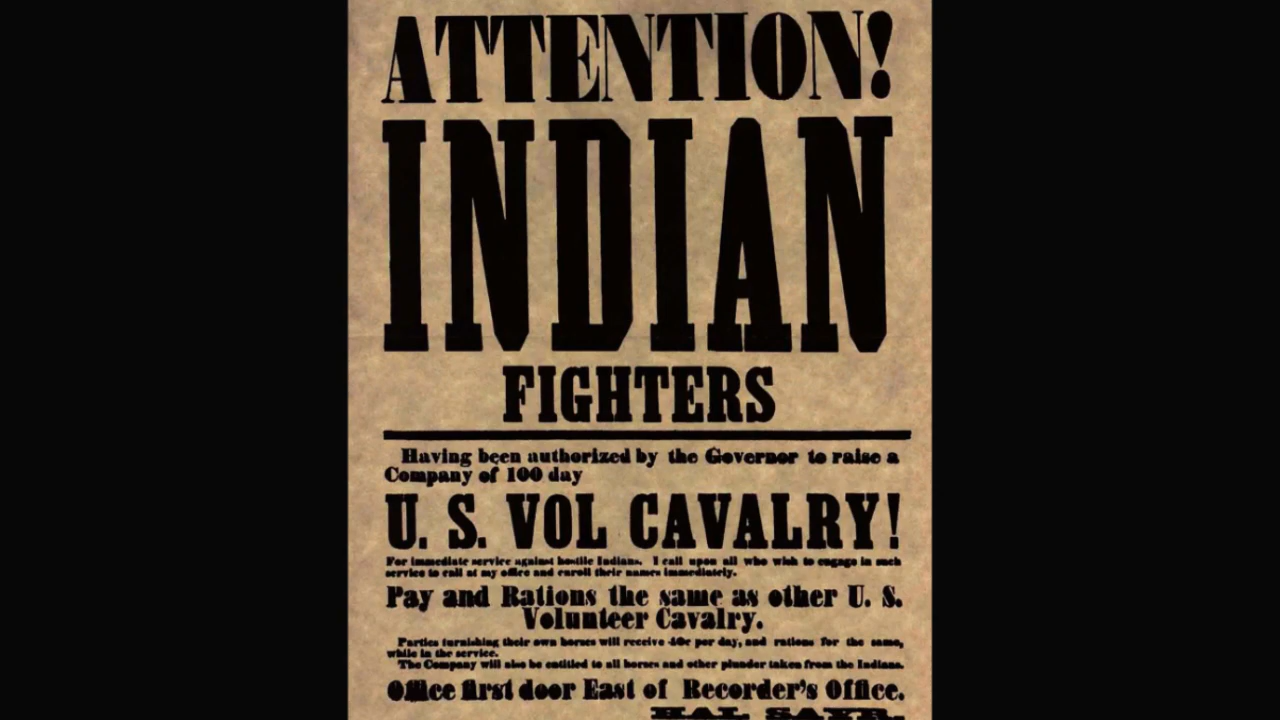 ATTENTION!
INDIAN
FIGHTERS
Having been authorized by the Governor to raise a
Company of 100 day
U. S. VOL CAVALRY!
For immediate service against hostile Indians. I call upon all who wish to engage in such
service to call at my office and enroll their names immediately.
Pay and Rations the same as other U. S.
Volunteer Cavalry.
Parties furnishing their own horses will receive 40c per day, and rations for the same,
while in the service.
The Company will also be entitled to all horses and other plunder taken from the Indians.
Office first door East of Recorder's Office.
HAL SAYR.